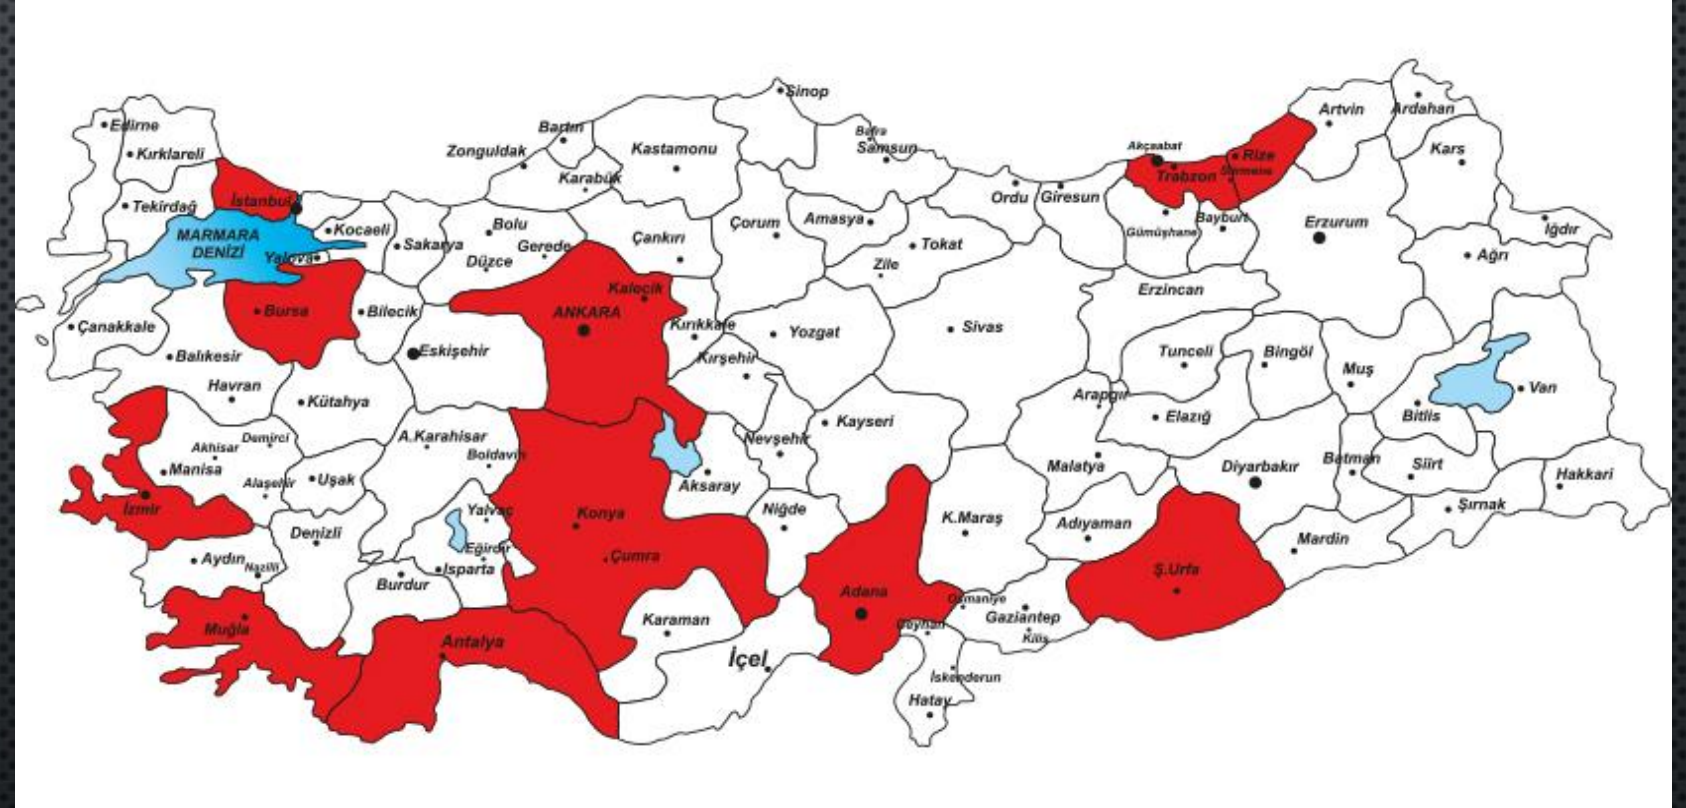 Sinop
Edirne
Kırklareli
Bartın
Zonguldak
Kastamonu
Karabük
Bafra
Samsun
Artvin
Ardahan
Kars
Akçaabat
Rize
Trabzon
Ordu
Giresun
İstanbul
Tekirdağ
MARMARA
DENİZİ
Yalova
Kocaeli
Sakarya
Bolu
Gerede
Düzce
Çankırı
Çorum
Amasya
Tokat
Zile
Gümüşhane
Bayburt
Erzurum
Iğdır
Ağrı
Erzincan
Kalecik
ANKARA
Bursa
Bilecik
Çanakkale
Balıkesir
Eskişehir
Kırıkkale
Yozgat
Sivas
Kırşehir
Tunceli
Bingöl
Muş
Van
Bitlis
Havran
Kütahya
Arapgir
Elazığ
Kayseri
Nevşehir
A.Karahisar
Boldavin
Demirci
Akhisar
Manisa
Alaşehir
Uşak
Aksaray
Malatya
Diyarbakır
Batman
Siirt
Hakkari
Şırnak
İzmir
Denizli
Yalvaç
Eğirdir
Isparta
Konya
Çumra
Niğde
K.Maraş
Adıyaman
Mardin
Aydın
Nazilli
Burdur
Adana
Ş.Urfa
Osmaniye
Gaziantep
Kilis
Ceyhan
Muğla
Antalya
Karaman
İçel
İskenderun
Hatay